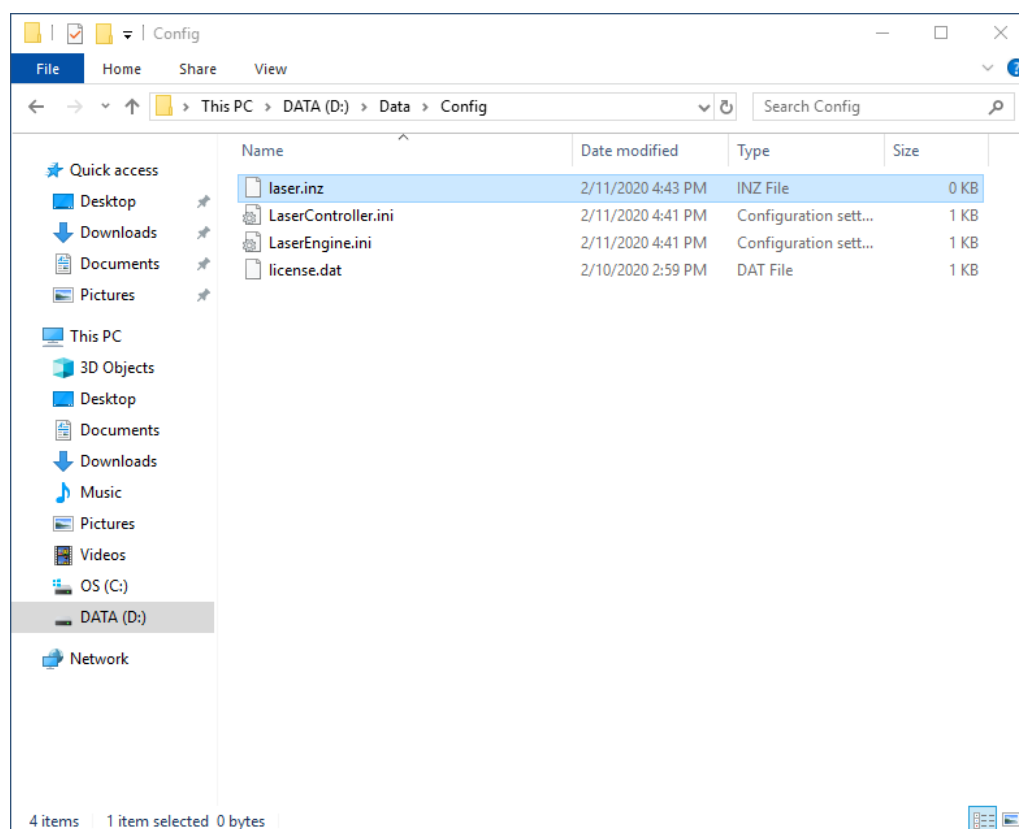 Config
File Home Share View
This PC > DATA (D:) > Data > Config Search Config
Name Date modified Type Size
Quick access
Desktop
Downloads
Documents
Pictures
This PC
3D Objects
Desktop
Documents
Downloads
Music
Pictures
Videos
OS (C:)
DATA (D:)
Network
laser.inz 2/11/2020 4:43 PM INZ File 0 KB
LaserController.ini 2/11/2020 4:41 PM Configuration sett... 1 KB
LaserEngine.ini 2/11/2020 4:41 PM Configuration sett... 1 KB
license.dat 2/10/2020 2:59 PM DAT File 1 KB
4 items 1 item selected 0 bytes